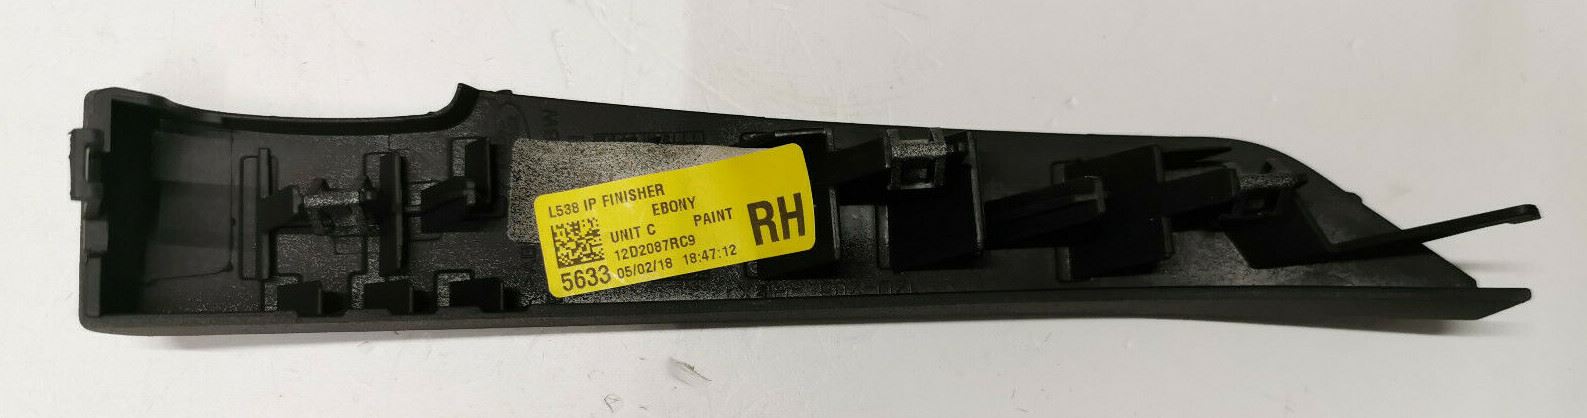 L538 IP FINISHER
EBONY
UNIT C PAINT RH
12D2087RC9
5633 05/02/18 18:47:12